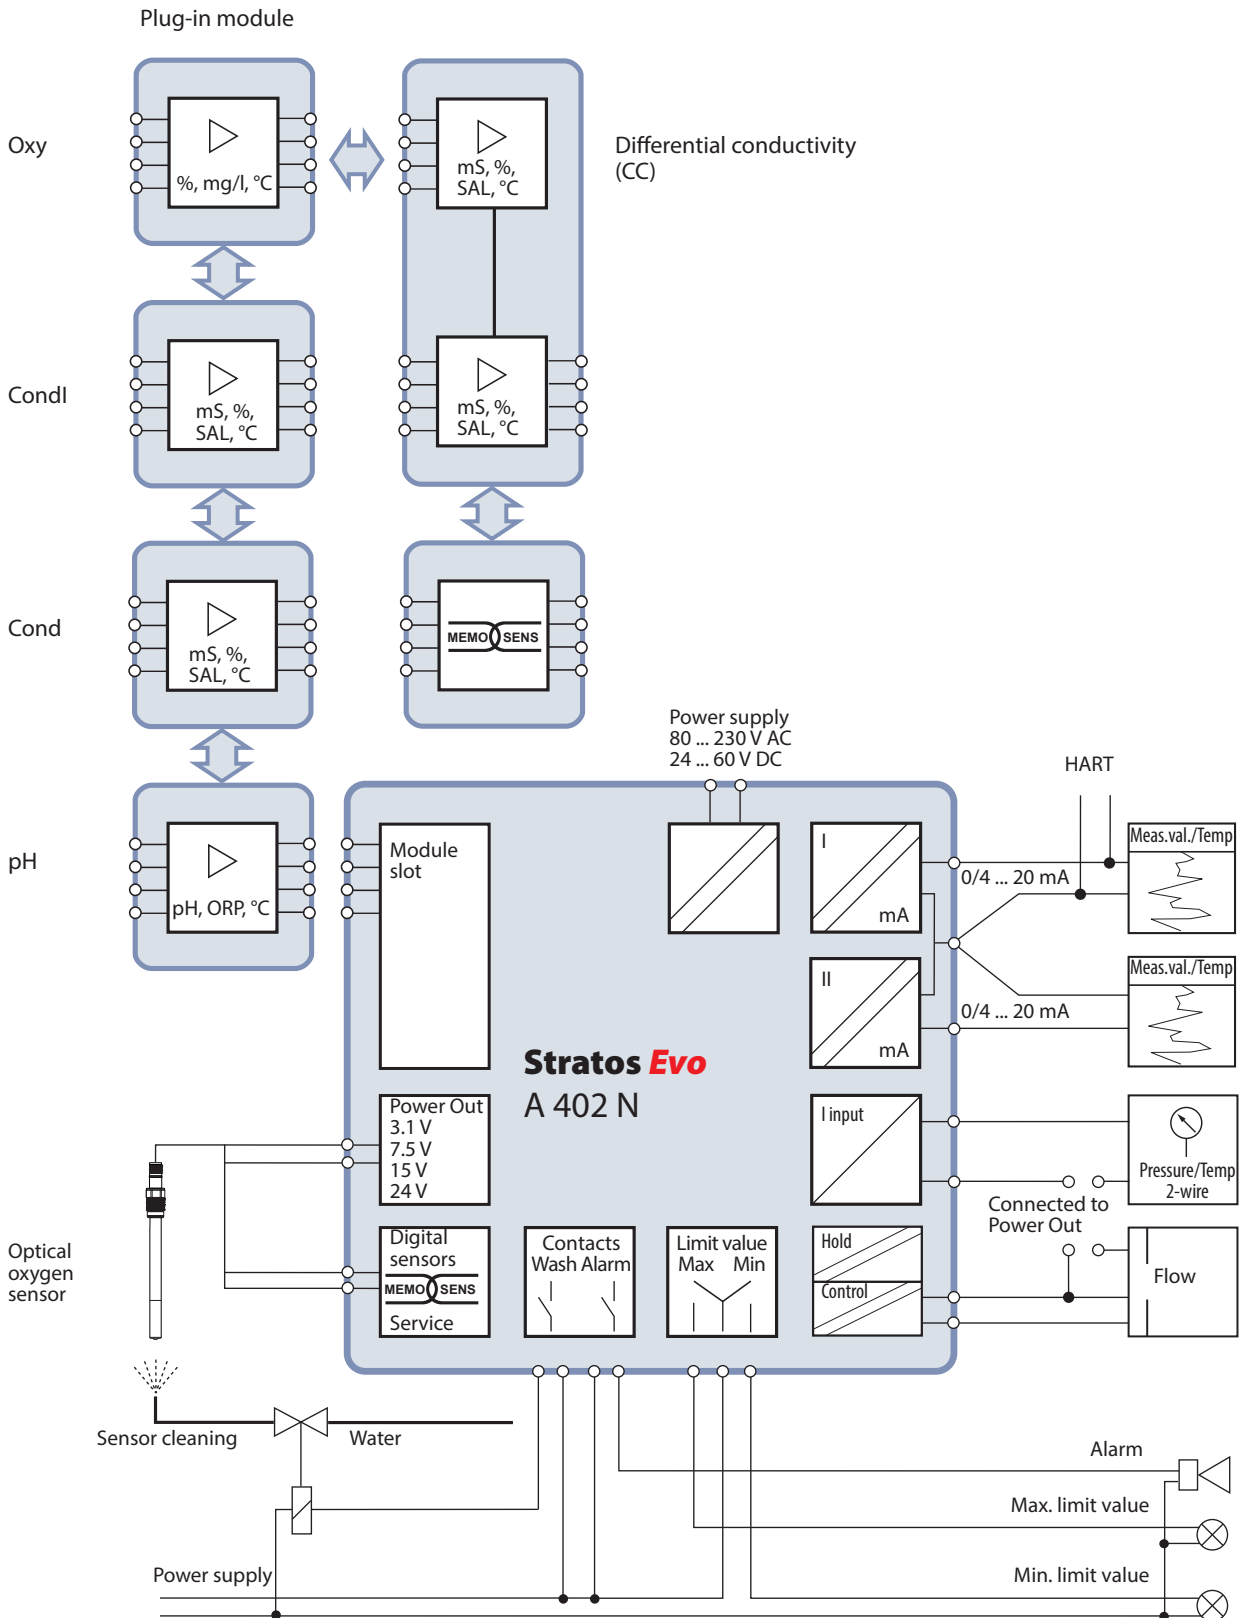 Plug-in module
Oxy
%, mg/l, °C
mS, %,
SAL, °C
Differential conductivity
(CC)
CondI
mS, %,
SAL, °C
mS, %,
SAL, °C
Cond
mS, %,
SAL, °C
MEMO SENS
Power supply
80 ... 230 V AC
24 ... 60 V DC
HART
pH
pH, ORP, °C
Module
slot
I
mA
0/4 ... 20 mA
Meas.val./Temp
II
mA
0/4 ... 20 mA
Meas.val./Temp
Stratos Evo
A 402 N
Power Out
3.1 V
7.5 V
15 V
24 V
I input
Pressure/Temp
2-wire
Connected to
Power Out
Optical
oxygen
sensor
Digital
sensors
MEMO SENS
Service
Contacts
Wash Alarm
Limit value
Max Min
Hold
Control
Flow
Sensor cleaning
Water
Alarm
Max. limit value
Power supply
Min. limit value